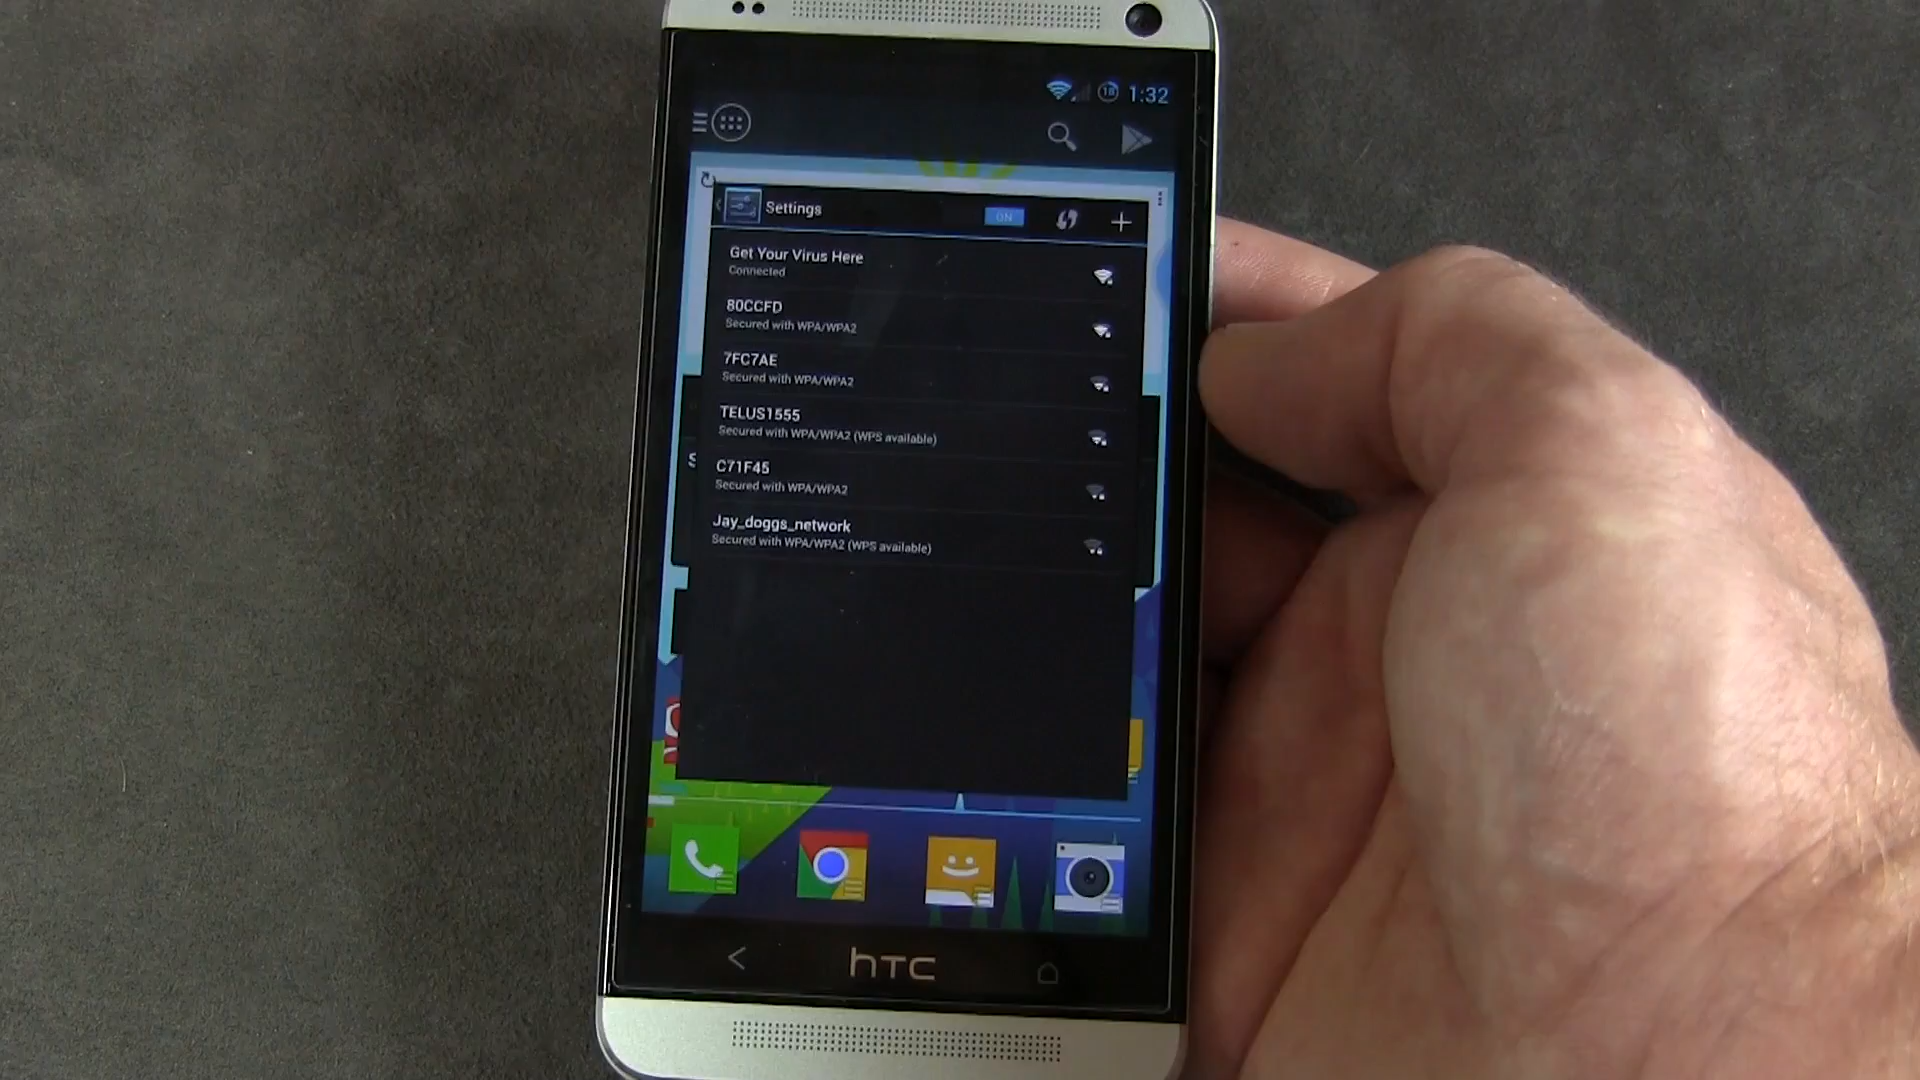 18 1:32
Settings ON
Get Your Virus Here
Connected
80CCFD
Secured with WPA/WPA2
7FC7AE
Secured with WPA/WPA2
TELUS1555
Secured with WPA/WPA2 (WPS available)
S
C71F45
Secured with WPA/WPA2
Jay_doggs_network
Secured with WPA/WPA2 (WPS available)
hTC